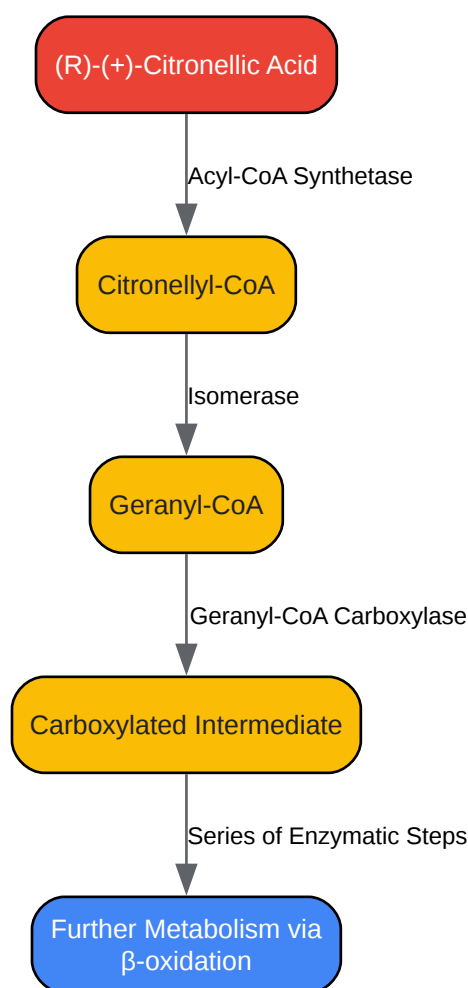 (R)-(+)-Citronellic Acid
Acyl-CoA Synthetase
Citronellyl-CoA
Isomerase
Geranyl-CoA
Geranyl-CoA Carboxylase
Carboxylated Intermediate
Series of Enzymatic Steps
Further Metabolism via
β-oxidation